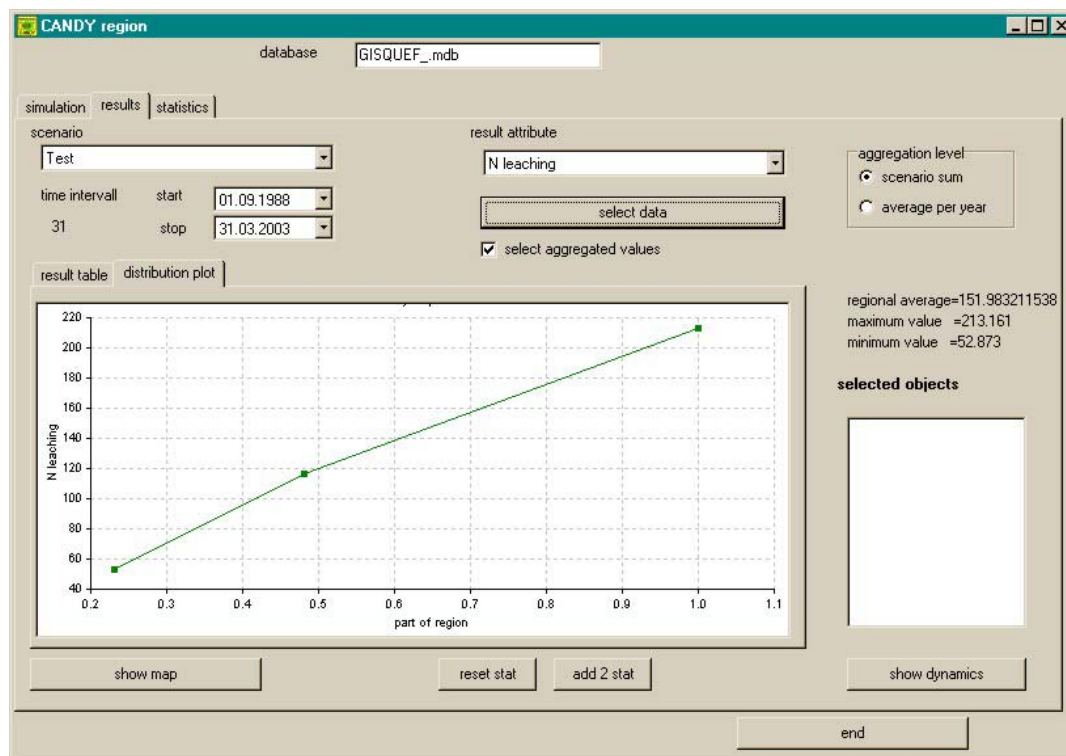 CANDY region
database GISQUEF_.mdb
simulation results statistics
scenario
Test
result attribute
N leaching
aggregation level
scenario sum
average per year
time intervall start 01.09.1988
31 stop 31.03.2003
select data
select aggregated values
result table distribution plot
220
200
180
160
140
120
100
80
60
40
N leaching
0.2 0.3 0.4 0.5 0.6 0.7 0.8 0.9 1.0 1.1
part of region
regional average=151.983211538
maximum value =213.161
minimum value =52.873
selected objects
show map reset stat add 2 stat show dynamics
end